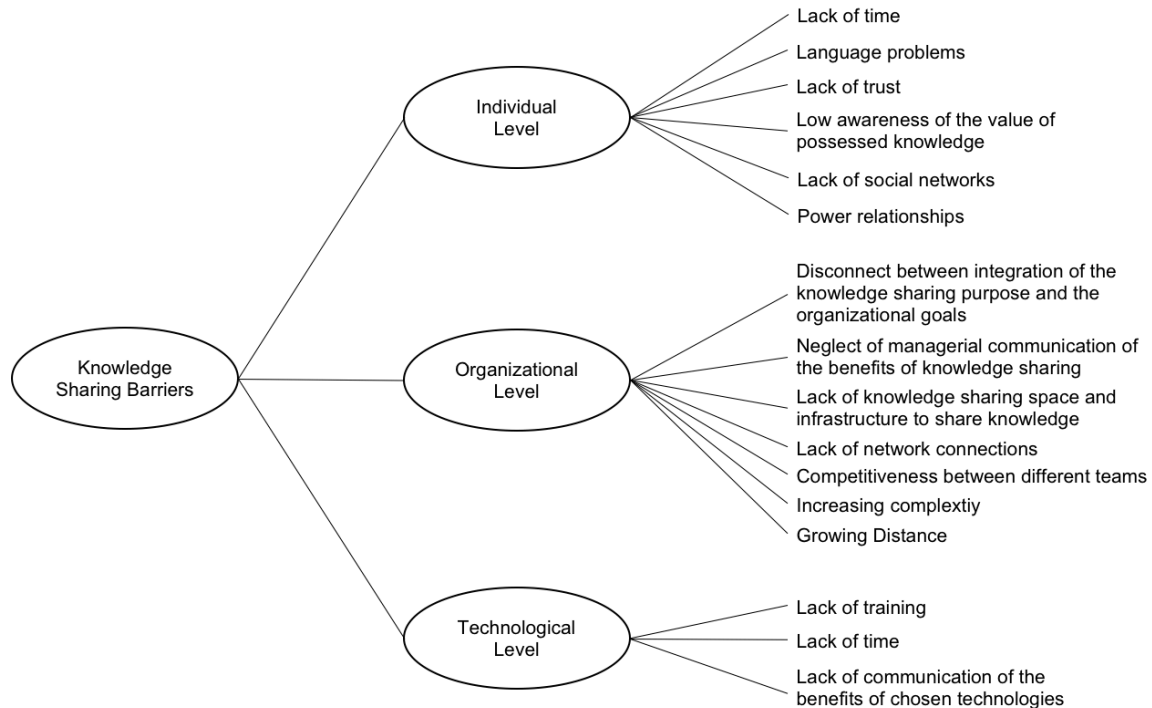 Lack of time
Language problems
Lack of trust
Low awareness of the value of
possessed knowledge
Lack of social networks
Power relationships
Individual
Level
Disconnect between integration of the
knowledge sharing purpose and the
organizational goals
Neglect of managerial communication of
the benefits of knowledge sharing
Lack of knowledge sharing space and
infrastructure to share knowledge
Lack of network connections
Competitiveness between different teams
Increasing complextiy
Growing Distance
Knowledge
Sharing Barriers
Organizational
Level
Lack of training
Lack of time
Lack of communication of the
benefits of chosen technologies
Technological
Level